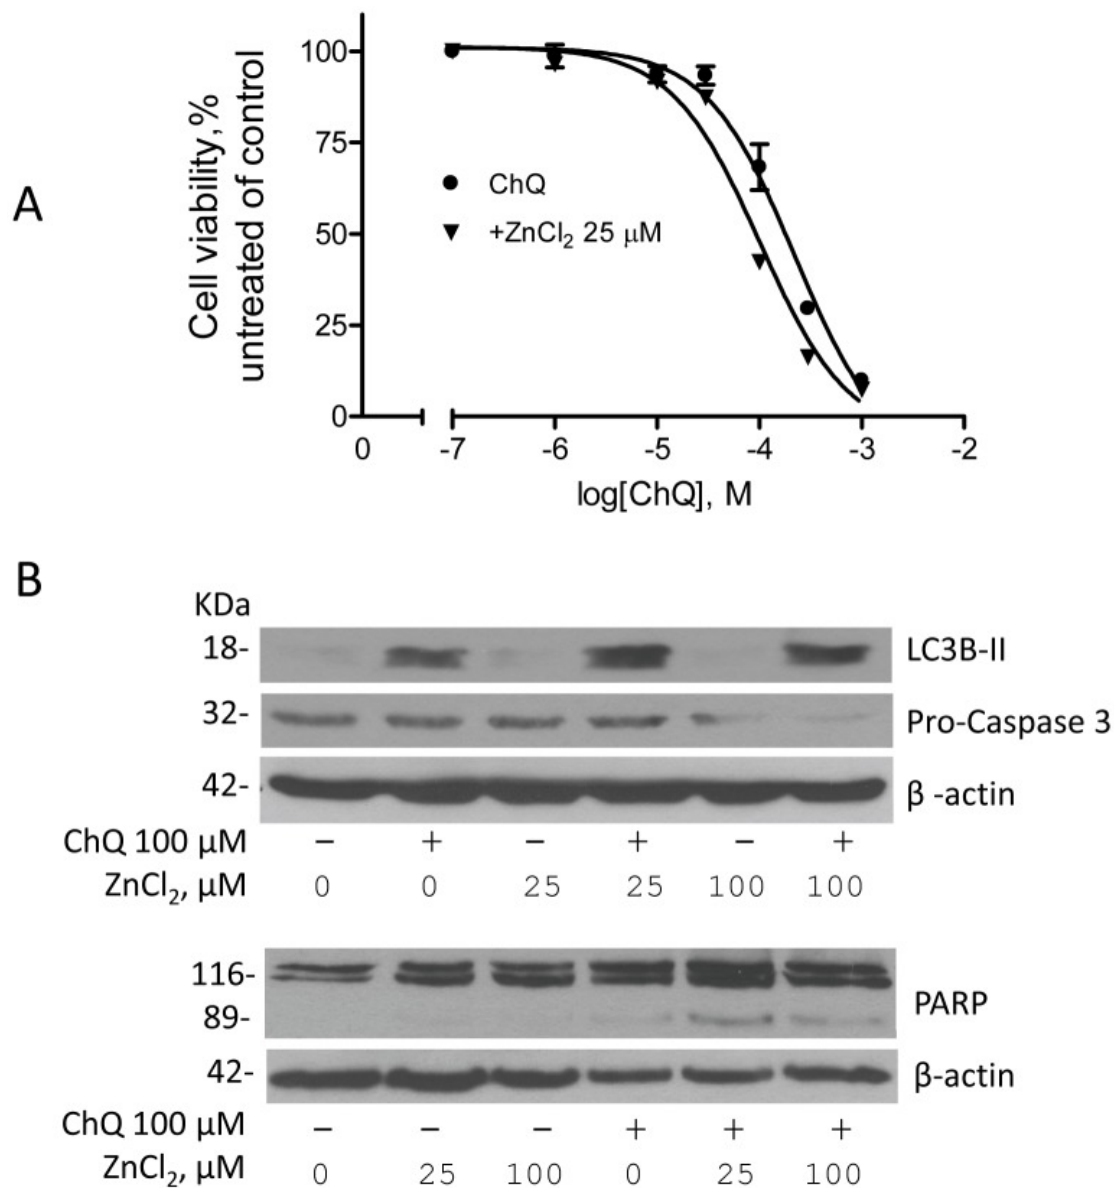 A
Cell viability,%
untreated of control
100
75
50
25
0
ChQ
+ZnCl₂ 25 μM
0 -7 -6 -5 -4 -3 -2
log[ChQ], M
B
KDa
18- LC3B-II
32- Pro-Caspase 3
42- β -actin
ChQ 100 μM − + − + − +
ZnCl₂, μM 0 0 25 25 100 100
116-
PARP
89-
42- β-actin
ChQ 100 μM − − − + + +
ZnCl₂, μM 0 25 100 0 25 100